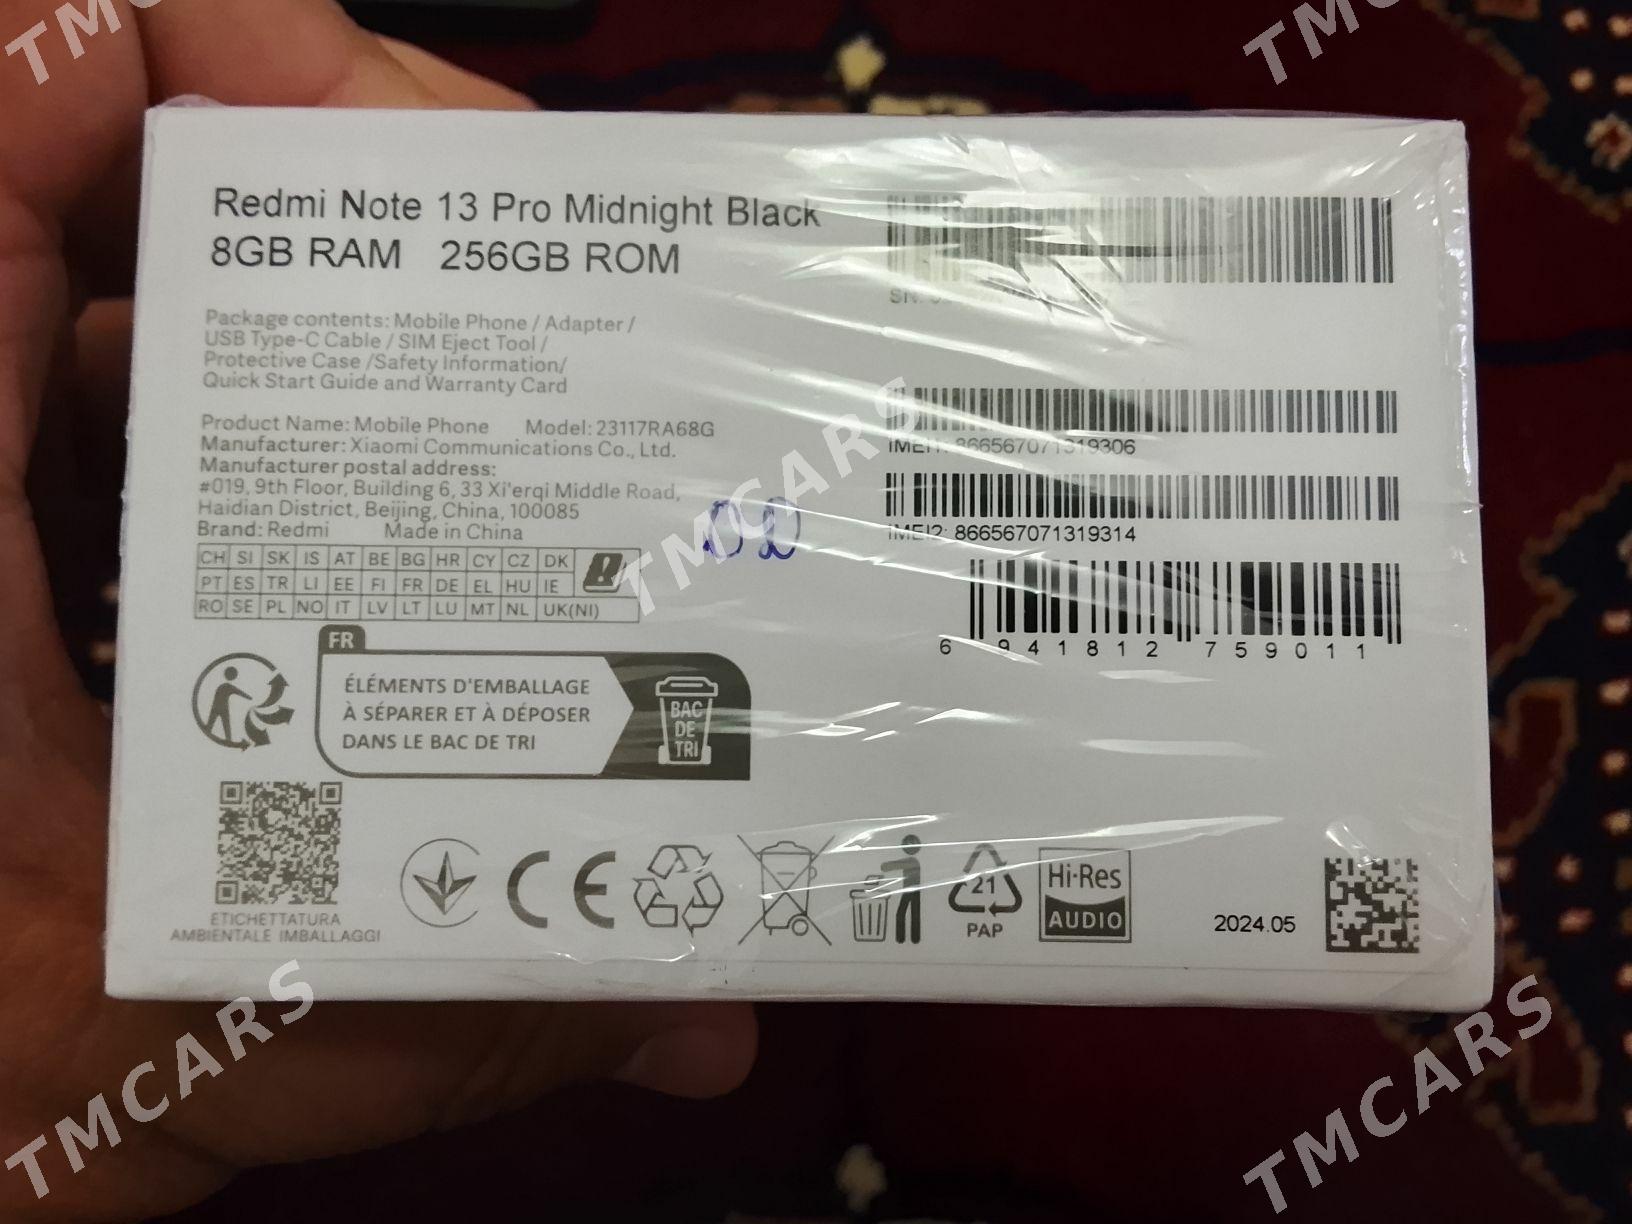 Redmi Note 13 Pro Midnight Black
8GB RAM 256GB ROM
Package contents: Mobile Phone / Adapter /
USB Type-C Cable / SIM Eject Tool /
Protective Case /Safety Information/
Quick Start Guide and Warranty Card
Product Name: Mobile Phone Model: 23117RA68G
Manufacturer: Xiaomi Communications Co., Ltd.
Manufacturer postal address:
#019, 9th Floor, Building 6, 33 Xi'erqi Middle Road,
Haidian District, Beijing, China, 100085
Brand: Redmi Made in China
CH SI SK IS AT BE BG HR CY CZ DK
PT ES TR LI EE FI FR DE EL HU IE
RO SE PL NO IT LV LT LU MT NL UK(NI)
SN:
IMEI1: 866567071319306
IMEI2: 866567071319314
6 941812 759011
FR
ÉLÉMENTS D'EMBALLAGE
À SÉPARER ET À DÉPOSER
DANS LE BAC DE TRI
BAC
DE
TRI
ETICHETTATURA
AMBIENTALE IMBALLAGGI
CE
21
PAP
Hi-Res
AUDIO
2024.05
TMCARS
TMCARS
TMCARS
TMCARS
TMCARS